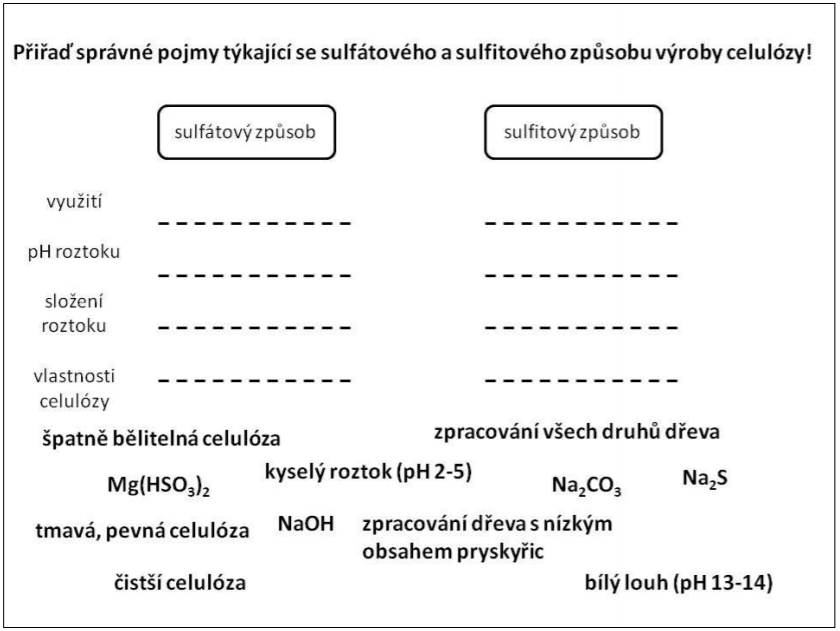 Přiřaď správné pojmy týkající se sulfátového a sulfitového způsobu výroby celulózy!
sulfátový způsob
sulfitový způsob
využití
pH roztoku
složení
roztoku
vlastnosti
celulózy
špatně bělitelná celulóza
zpracování všech druhů dřeva
Mg(HSO₃)₂
kyselý roztok (pH 2-5)
Na₂CO₃
Na₂S
tmavá, pevná celulóza
NaOH
zpracování dřeva s nízkým
obsahem pryskyřic
čistší celulóza
bílý louh (pH 13-14)